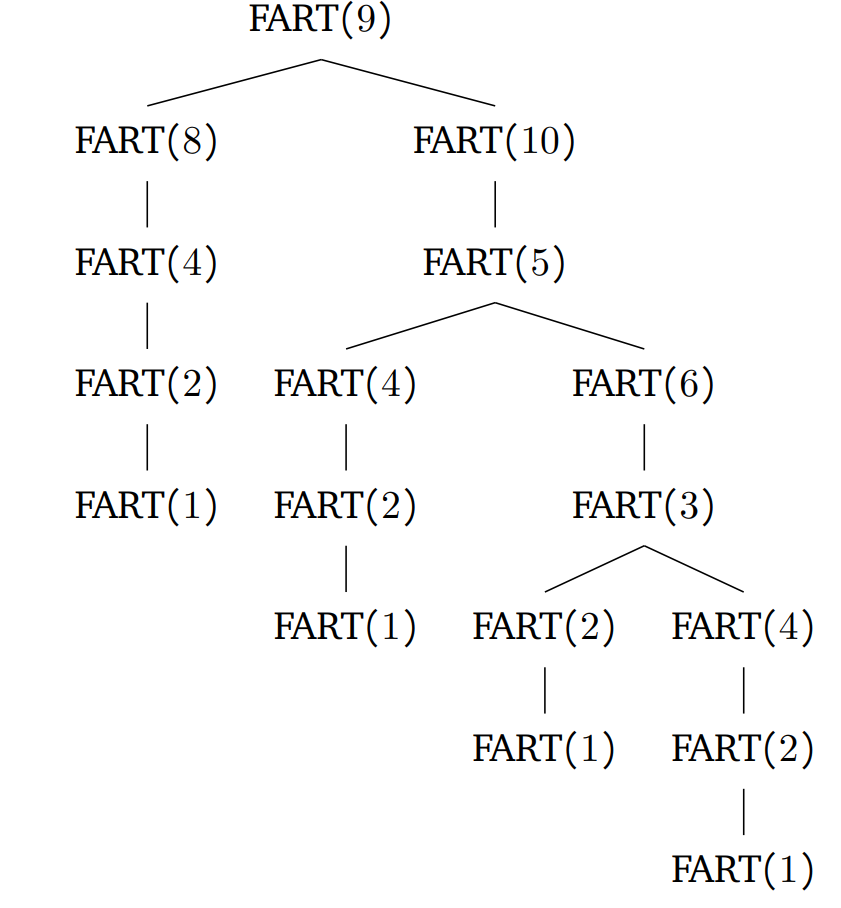 FART(9)
FART(8) FART(10)
FART(4) FART(5)
FART(2) FART(4) FART(6)
FART(1) FART(2) FART(3)
FART(1) FART(2) FART(4)
FART(1) FART(2)
FART(1)